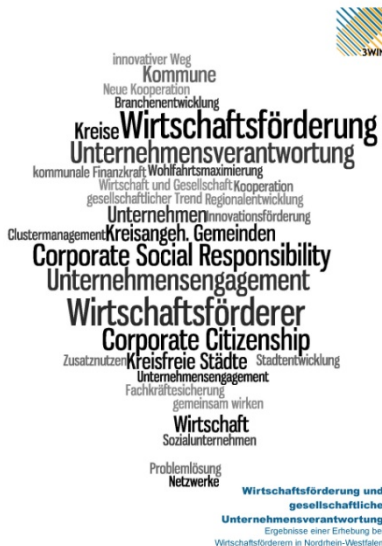 3WIN
innovativer Weg
Kommune
Neue Kooperation
Branchenentwicklung
Kreise Wirtschaftsförderung
Unternehmensverantwortung
kommunale Finanzkraft Wohlfahrtsmaximierung
Wirtschaft und Gesellschaft Kooperation
gesellschaftlicher Trend Regionalentwicklung
Unternehmen Innovationsförderung
Clustermanagement Kreisangeh. Gemeinden
Corporate Social Responsibility
Unternehmensengagement
Wirtschaftsförderer
Corporate Citizenship
Zusatznutzen Kreisfreie Städte Stadtentwicklung
Unternehmensengagement
Fachkräftesicherung
gemeinsam wirken
Wirtschaft
Sozialunternehmen
Problemlösung
Netzwerke
Wirtschaftsförderung und
gesellschaftliche
Unternehmensverantwortung
Ergebnisse einer Erhebung bei
Wirtschaftsförderern in Nordrhein-Westfalen